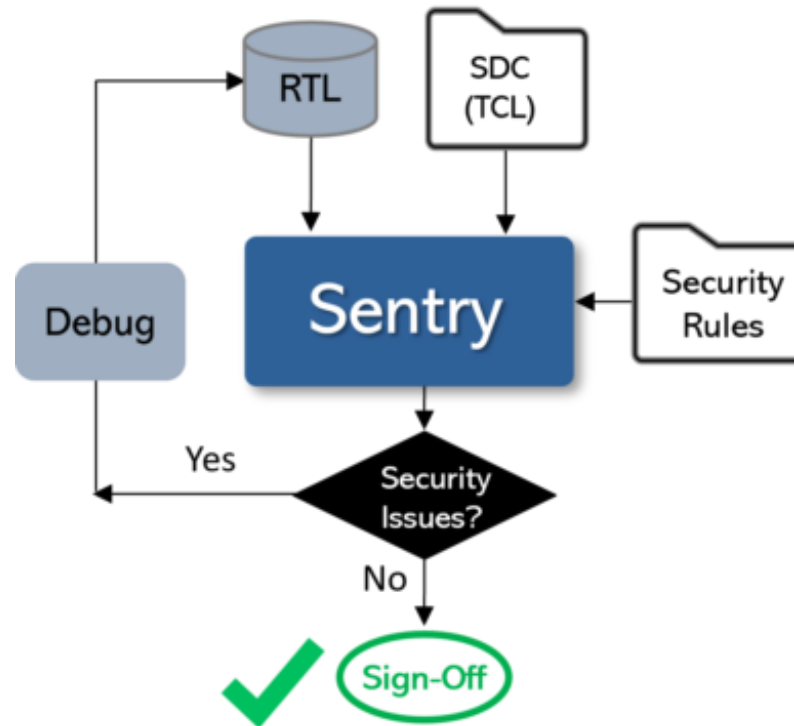 RTL
SDC
(TCL)
Debug
Sentry
Security
Rules
Yes
Security
Issues?
No
Sign-Off